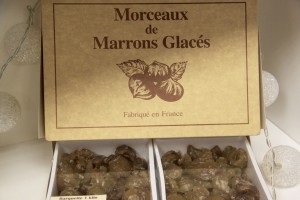 Morceaux
de
Marrons Glacés
Fabriqué en France